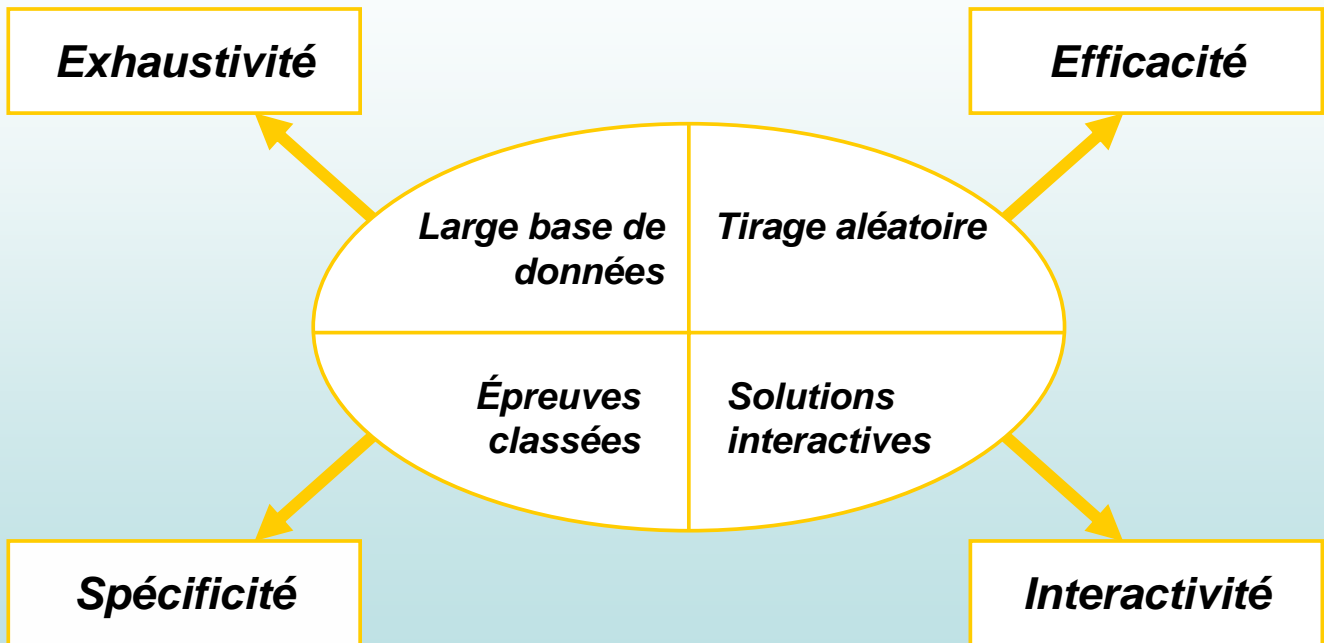 Exhaustivité
Efficacité
Large base de
données
Tirage aléatoire
Épreuves
classées
Solutions
interactives
Spécificité
Interactivité